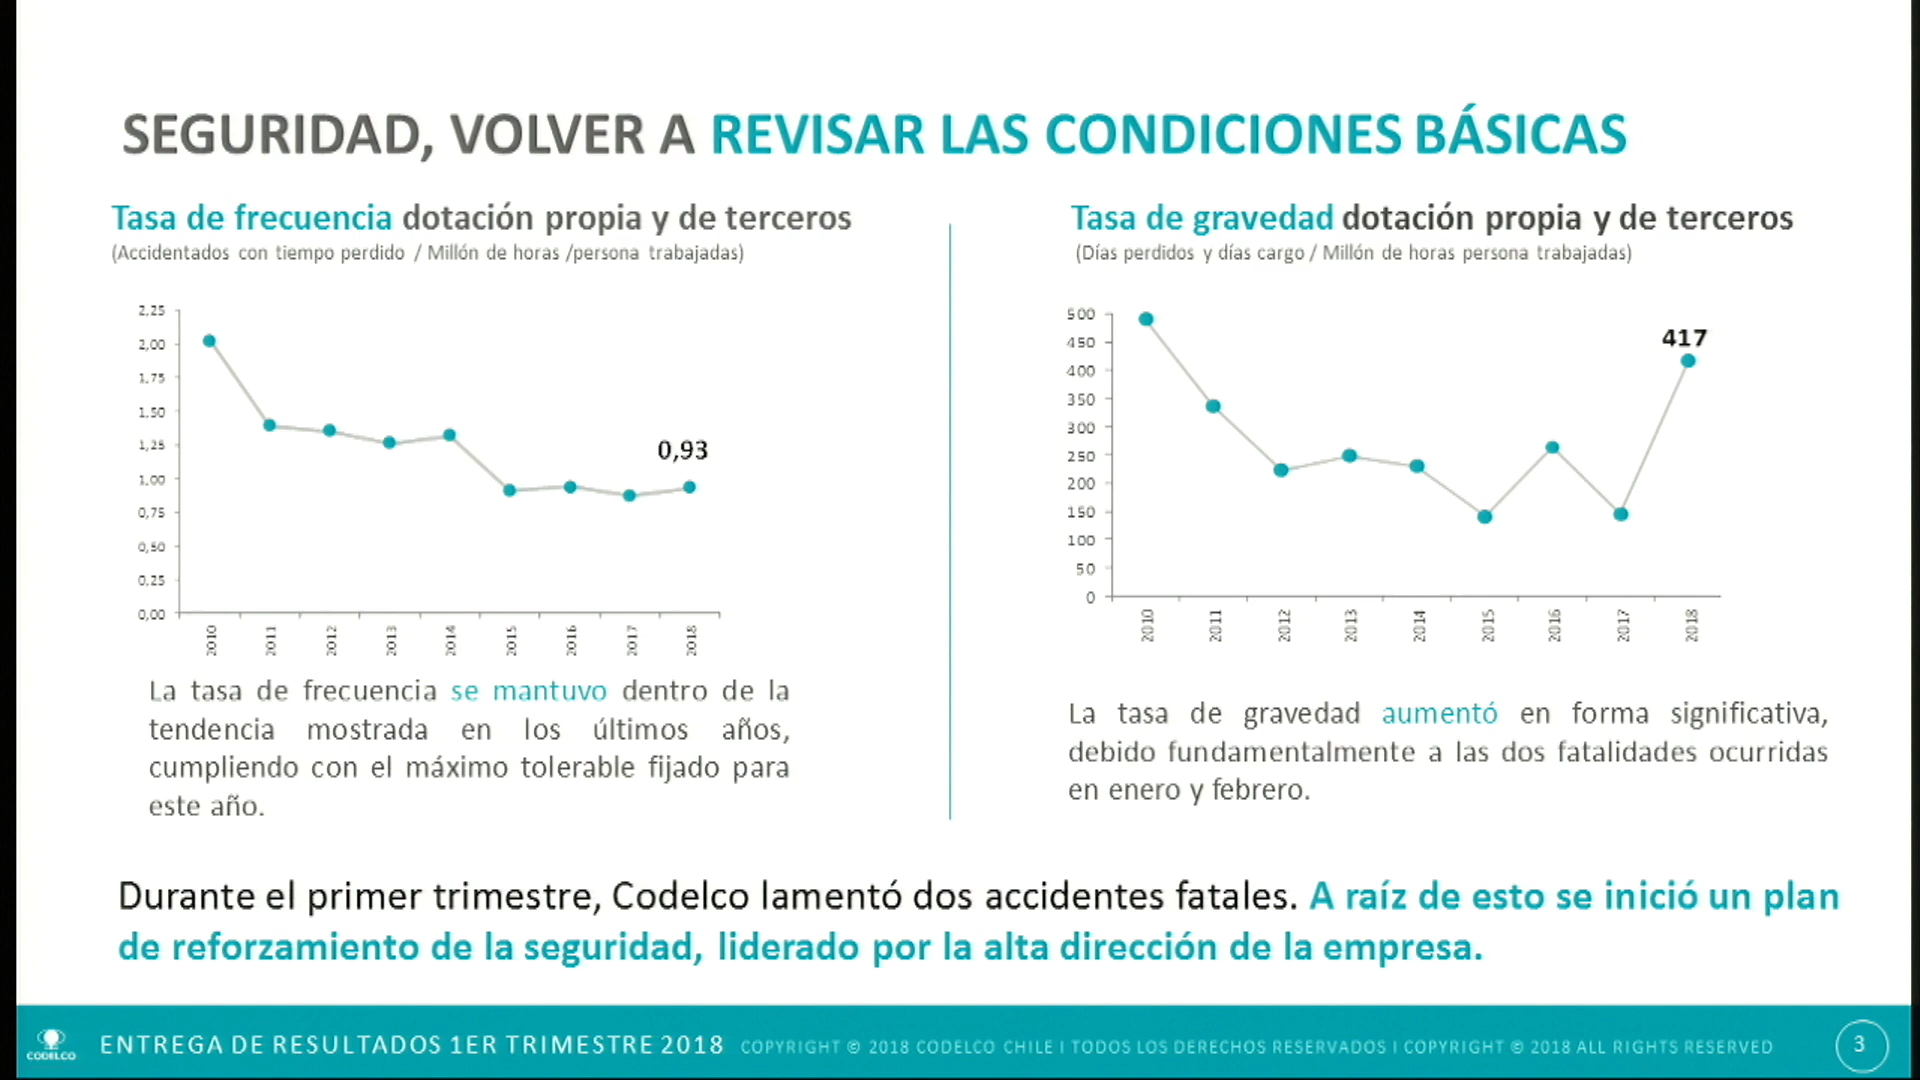 SEGURIDAD, VOLVER A REVISAR LAS CONDICIONES BÁSICAS
Tasa de frecuencia dotación propia y de terceros
(Accidentados con tiempo perdido / Millón de horas /persona trabajadas)
2,25
2,00
1,75
1,50
1,25
1,00
0,75
0,50
0,25
0,00
0,93
2010
2011
2012
2013
2014
2015
2016
2017
2018
La tasa de frecuencia se mantuvo dentro de la
tendencia mostrada en los últimos años,
cumpliendo con el máximo tolerable fijado para
este año.
Tasa de gravedad dotación propia y de terceros
(Días perdidos y días cargo / Millón de horas persona trabajadas)
500
450
400
350
300
250
200
150
100
50
0
417
2010
2011
2012
2013
2014
2015
2016
2017
2018
La tasa de gravedad aumentó en forma significativa,
debido fundamentalmente a las dos fatalidades ocurridas
en enero y febrero.
Durante el primer trimestre, Codelco lamentó dos accidentes fatales. A raíz de esto se inició un plan
de reforzamiento de la seguridad, liderado por la alta dirección de la empresa.
CODELCO
ENTREGA DE RESULTADOS 1ER TRIMESTRE 2018 COPYRIGHT © 2018 CODELCO CHILE I TODOS LOS DERECHOS RESERVADOS I COPYRIGHT © 2018 ALL RIGHTS RESERVED
3